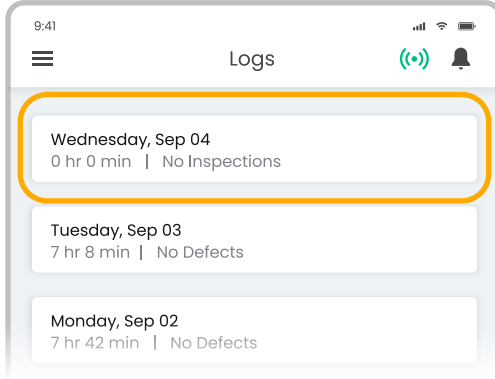 9:41
Logs
Wednesday, Sep 04
0 hr 0 min | No Inspections
Tuesday, Sep 03
7 hr 8 min | No Defects
Monday, Sep 02
7 hr 42 min | No Defects